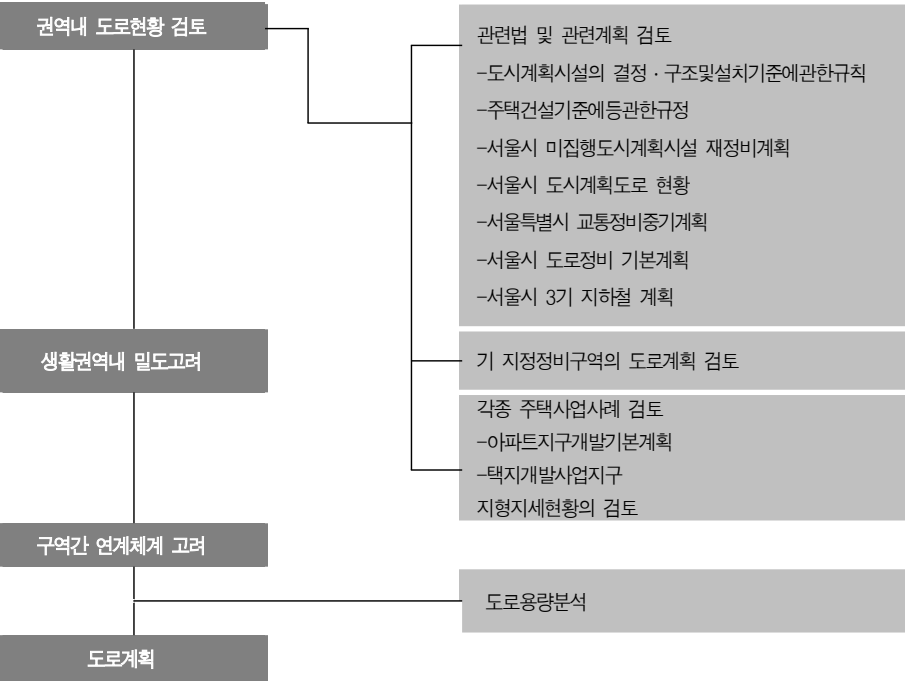 권역내 도로현황 검토
관련법 및 관련계획 검토
-도시계획시설의 결정 · 구조및설치기준에관한규칙
-주택건설기준에등관한규정
-서울시 미집행도시계획시설 재정비계획
-서울시 도시계획도로 현황
-서울특별시 교통정비중기계획
-서울시 도로정비 기본계획
-서울시 3기 지하철 계획
생활권역내 밀도고려
기 지정정비구역의 도로계획 검토
각종 주택사업사례 검토
-아파트지구개발기본계획
-택지개발사업지구
지형지세현황의 검토
구역간 연계체계 고려
도로용량분석
도로계획